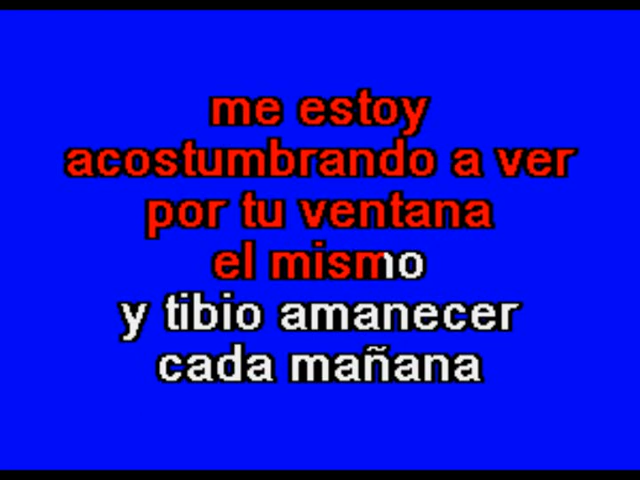 me estoy
acostumbrando a ver
por tu ventana
el mismo
y tibio amanecer
cada mañana